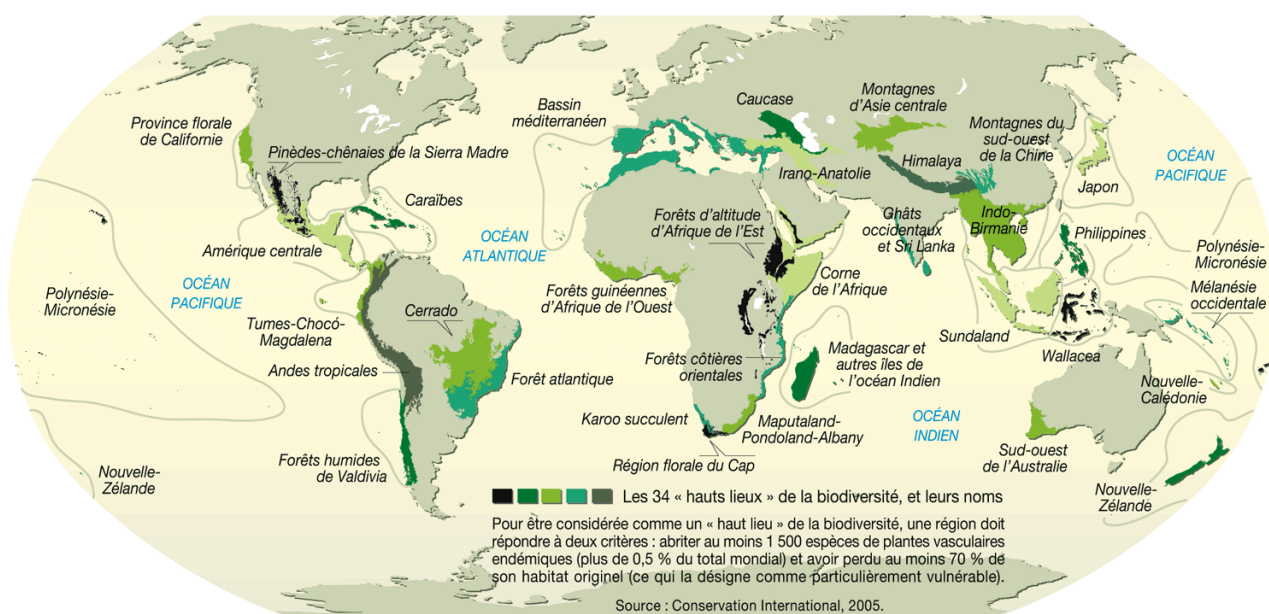 Province florale
de Californie
Pinèdes-chênaies de la Sierra Madre
Caraïbes
Amérique centrale
OCÉAN
PACIFIQUE
Polynésie-
Micronésie
Tumes-Chocó-
Magdalena
Andes tropicales
Cerrado
Forêt atlantique
Forêts humides
de Valdivia
Nouvelle-
Zélande
OCÉAN
ATLANTIQUE
Bassin
méditerranéen
Caucase
Montagnes
d'Asie centrale
Montagnes du
sud-ouest
de la Chine
Himalaya
Irano-Anatolie
Japon
OCÉAN
PACIFIQUE
Forêts d'altitude
d'Afrique de l'Est
Ghâts
occidentaux
et Sri Lanka
Indo-
Birmanie
Philippines
Polynésie-
Micronésie
Mélanésie
occidentale
Corne
de l'Afrique
Forêts guinéennes
d'Afrique de l'Ouest
Sundaland
Wallacea
Forêts côtières
orientales
Madagascar et
autres îles de
l'océan Indien
Nouvelle-
Calédonie
Karoo succulent
Maputaland-
Pondoland-Albany
OCÉAN
INDIEN
Région florale du Cap
Sud-ouest
de l'Australie
Nouvelle-
Zélande
Les 34 « hauts lieux » de la biodiversité, et leurs noms
Pour être considérée comme un « haut lieu » de la biodiversité, une région doit
répondre à deux critères : abriter au moins 1 500 espèces de plantes vasculaires
endémiques (plus de 0,5 % du total mondial) et avoir perdu au moins 70 % de
son habitat originel (ce qui la désigne comme particulièrement vulnérable).
Source : Conservation International, 2005.